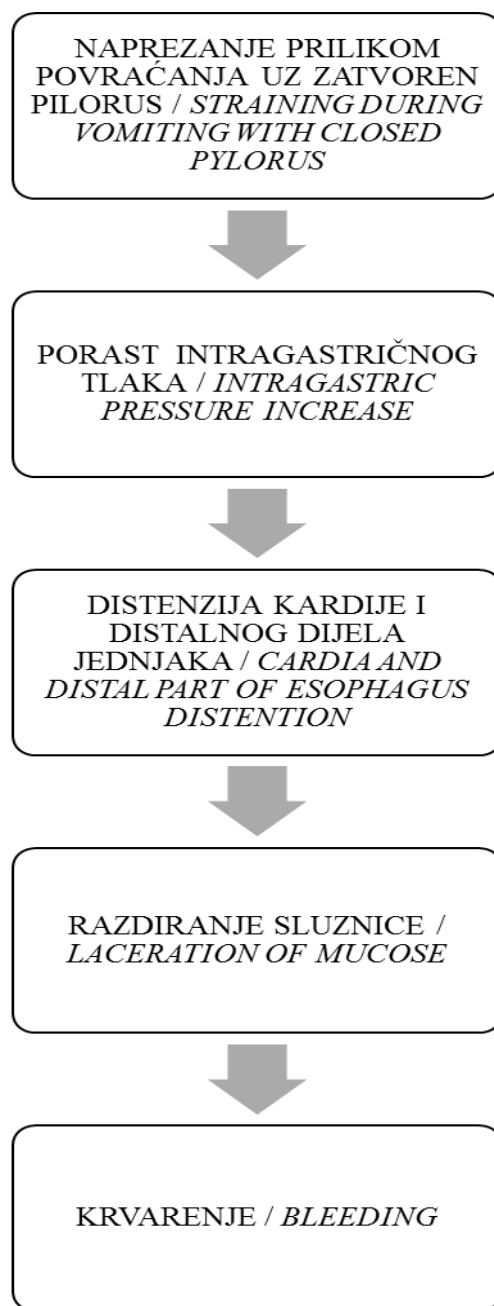 NAPREZANJE PRILIKOM
POVRAĆANJA UZ ZATVOREN
PILORUS / STRAINING DURING
VOMITING WITH CLOSED
PYLORUS
PORAST INTRAGASTRIČNOG
TLAKA / INTRAGASTRIC
PRESSURE INCREASE
DISTENZIJA KARDIJE I
DISTALNOG DIJELA
JEDNJAKA / CARDIA AND
DISTAL PART OF ESOPHAGUS
DISTENTION
RAZDIRANJE SLUZNICE /
LACERATION OF MUCOSE
KRVARENJE / BLEEDING